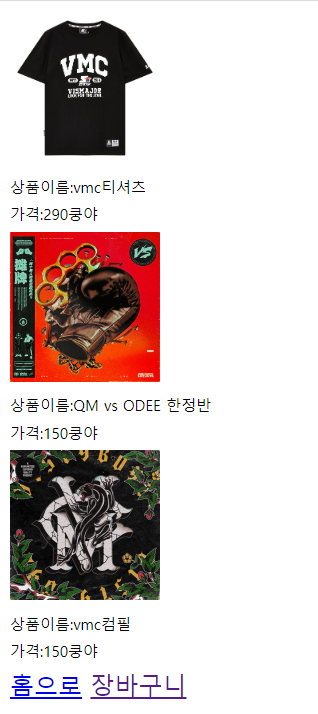 VMC
VISMAJOR
상품이름:vmc티셔츠
가격:290쿵야
VS
상품이름:QM vs ODEE 한정반
가격:150쿵야
상품이름:vmc컴필
가격:150쿵야
홈으로 장바구니